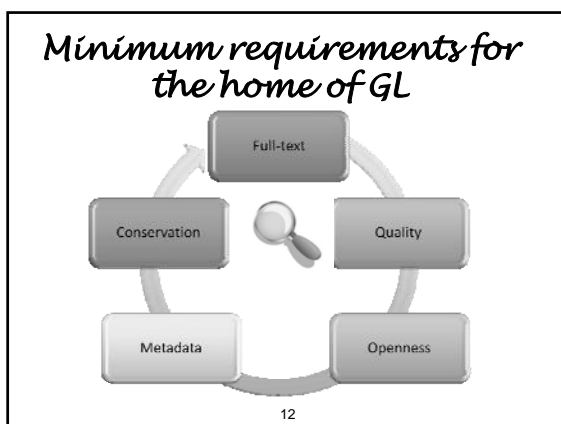 Minimum requirements for
the home of GL
Full-text
Conservation
Quality
Metadata
Openness
12